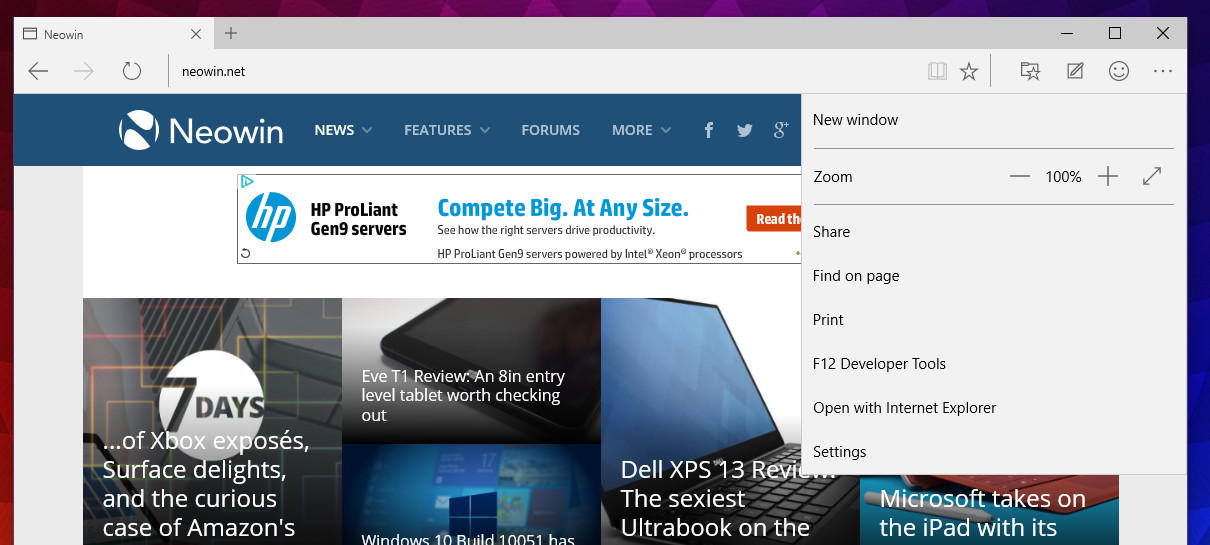 Neowin
neowin.net
Neowin
NEWS
FEATURES
FORUMS
MORE
New window
Zoom
100%
Share
Find on page
Print
F12 Developer Tools
Open with Internet Explorer
Settings
hp
HP ProLiant
Gen9 servers
Compete Big. At Any Size.
See how the right servers drive productivity.
HP ProLiant Gen9 servers powered by Intel® Xeon® processors
Read the
7 DAYS
...of Xbox exposés,
Surface delights,
and the curious
case of Amazon's
Eve T1 Review: An 8in entry
level tablet worth checking
out
Windows 10 Build 10051 has
Dell XPS 13 Review:
The sexiest
Ultrabook on the
Microsoft takes on
the iPad with its